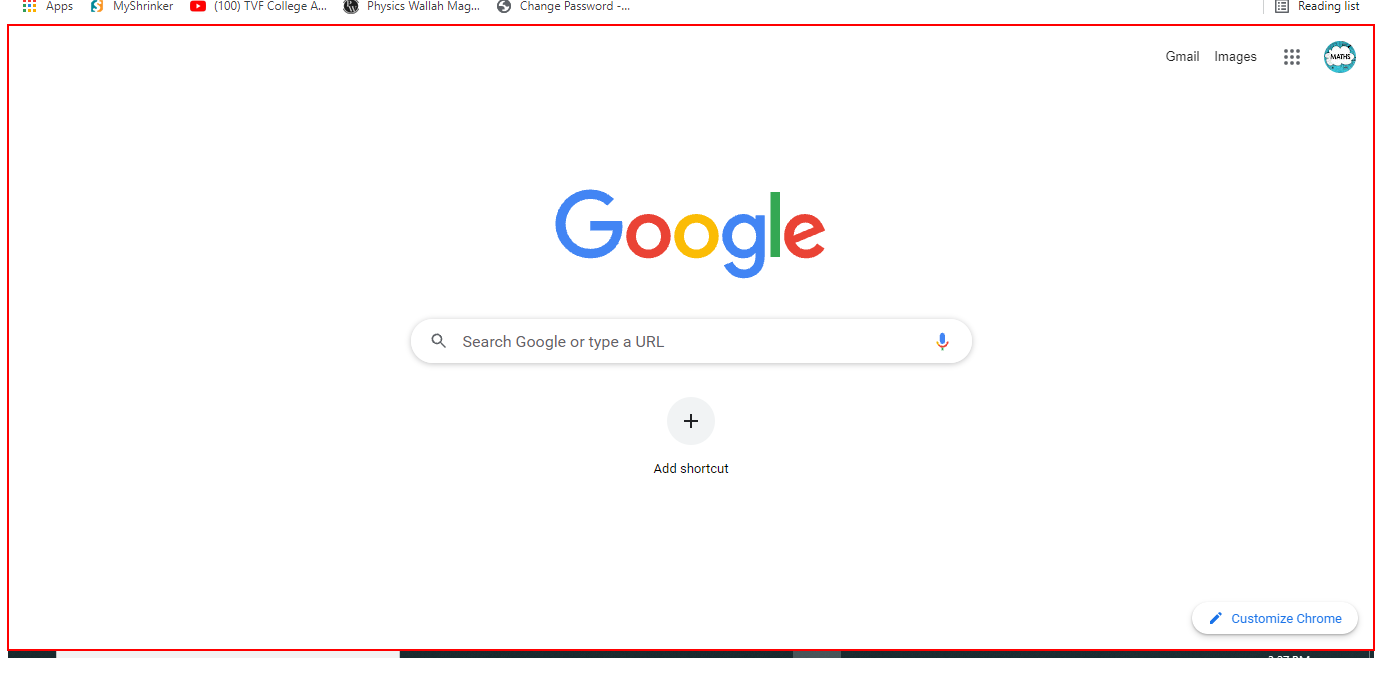 Apps MyShrinker (100) TVF College A... Physics Wallah Mag... Change Password -... Reading list
Gmail Images MATHS
Google
Search Google or type a URL
Add shortcut
Customize Chrome